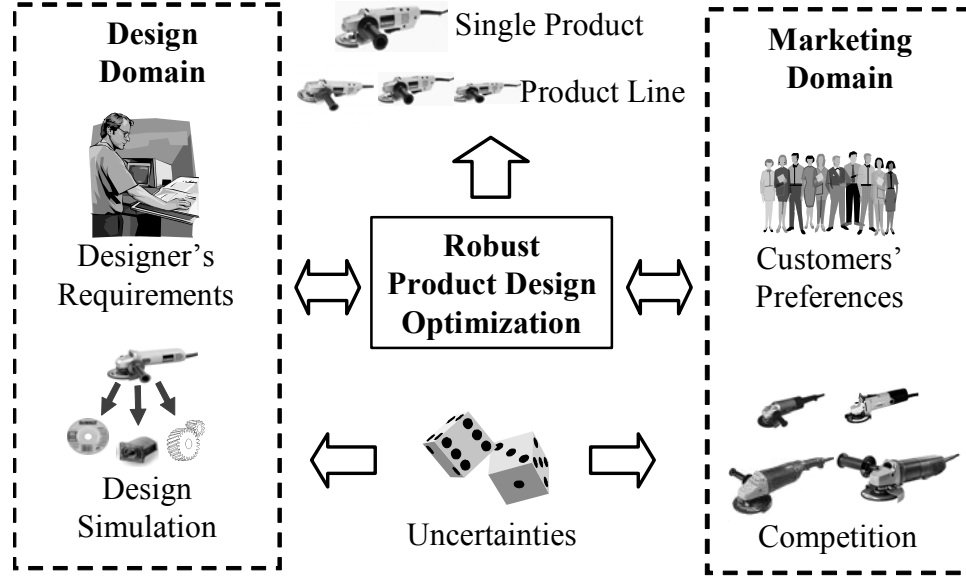 Design
Domain
Designer's
Requirements
Design
Simulation
Single Product
Product Line
Robust
Product Design
Optimization
Uncertainties
Marketing
Domain
Customers'
Preferences
Competition